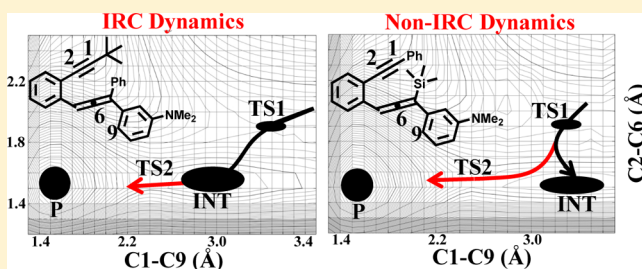 IRC Dynamics
Non-IRC Dynamics
2.2
1.8
1.4
2
1
Ph
6
9
NMe₂
TS1
TS2
INT
P
1.4
2.2
3.0
3.4
C1-C9 (Å)
2
1
Ph
Si
6
9
NMe₂
TS1
TS2
INT
P
1.4
2.2
3.0
C1-C9 (Å)
C2-C6 (Å)